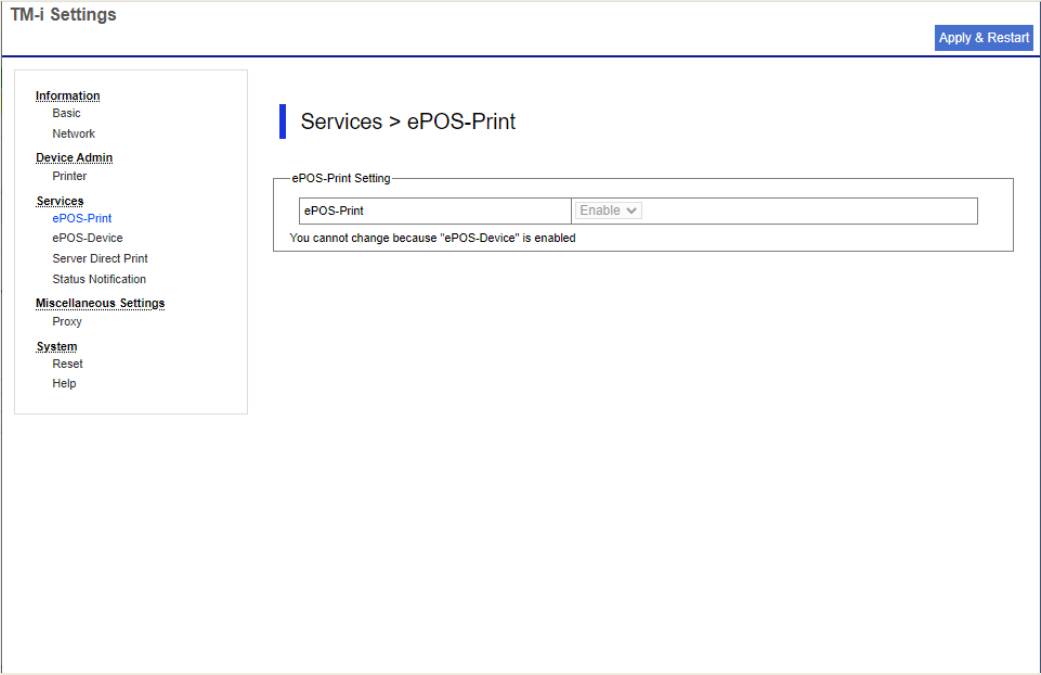 TM-i Settings
Apply & Restart
Information
Basic
Network
Device Admin
Printer
Services
ePOS-Print
ePOS-Device
Server Direct Print
Status Notification
Miscellaneous Settings
Proxy
System
Reset
Help
Services > ePOS-Print
ePOS-Print Setting
ePOS-Print Enable
You cannot change because "ePOS-Device" is enabled